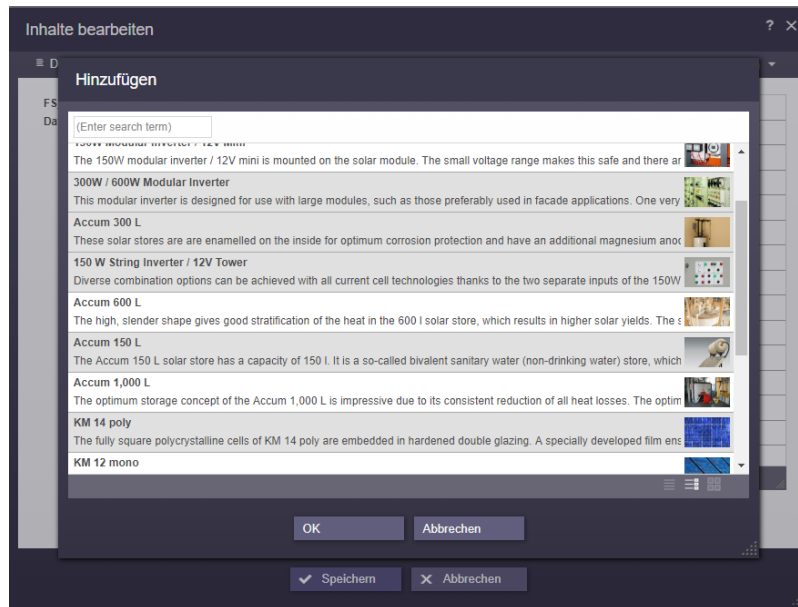 Inhalte bearbeiten
?
D
Hinzufügen
FS
Da
(Enter search term)
150W Modular Inverter / 12V Mini
The 150W modular inverter / 12V mini is mounted on the solar module. The small voltage range makes this safe and there ar
300W / 600W Modular Inverter
This modular inverter is designed for use with large modules, such as those preferably used in facade applications. One very
Accum 300 L
These solar stores are are enamelled on the inside for optimum corrosion protection and have an additional magnesium anod
150 W String Inverter / 12V Tower
Diverse combination options can be achieved with all current cell technologies thanks to the two separate inputs of the 150W
Accum 600 L
The high, slender shape gives good stratification of the heat in the 600 l solar store, which results in higher solar yields. The s
Accum 150 L
The Accum 150 L solar store has a capacity of 150 l. It is a so-called bivalent sanitary water (non-drinking water) store, which
Accum 1,000 L
The optimum storage concept of the Accum 1,000 L is impressive due to its consistent reduction of all heat losses. The optim
KM 14 poly
The fully square polycrystalline cells of KM 14 poly are embedded in hardened double glazing. A specially developed film ens
KM 12 mono
OK
Abbrechen
Speichern
Abbrechen